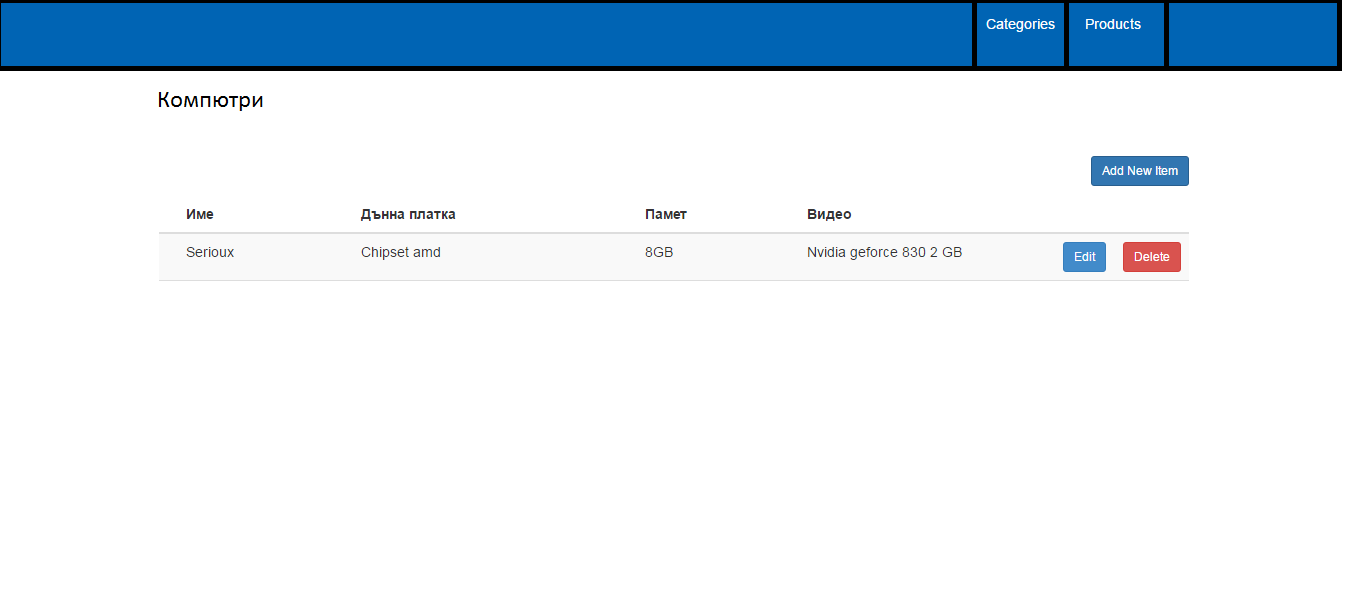 Categories Products
Компютри
Add New Item
Име Дънна платка Памет Видео
Serioux Chipset amd 8GB Nvidia geforce 830 2 GB Edit Delete